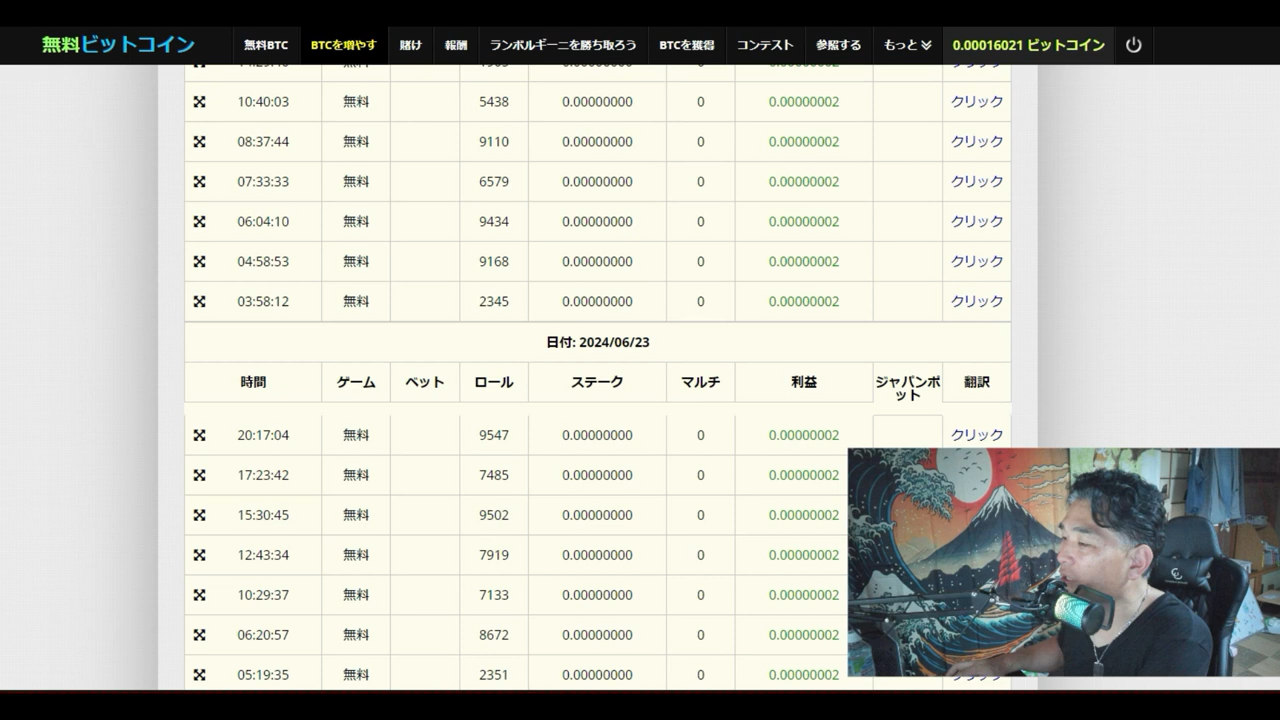 無料ビットコイン 無料BTC BTCを増やす 賭け 報酬 ランボルギーニを勝ち取ろう BTCを獲得 コンテスト 参照する もっと 0.00016021 ビットコイン
10:40:03 無料 5438 0.00000000 0 0.00000002 クリック
08:37:44 無料 9110 0.00000000 0 0.00000002 クリック
07:33:33 無料 6579 0.00000000 0 0.00000002 クリック
06:04:10 無料 9434 0.00000000 0 0.00000002 クリック
04:58:53 無料 9168 0.00000000 0 0.00000002 クリック
03:58:12 無料 2345 0.00000000 0 0.00000002 クリック
日付: 2024/06/23
時間 ゲーム ベット ロール ステーク マルチ 利益 ジャパンポット 翻訳
20:17:04 無料 9547 0.00000000 0 0.00000002 クリック
17:23:42 無料 7485 0.00000000 0 0.00000002
15:30:45 無料 9502 0.00000000 0 0.00000002
12:43:34 無料 7919 0.00000000 0 0.00000002
10:29:37 無料 7133 0.00000000 0 0.00000002
06:20:57 無料 8672 0.00000000 0 0.00000002
05:19:35 無料 2351 0.00000000 0 0.00000002